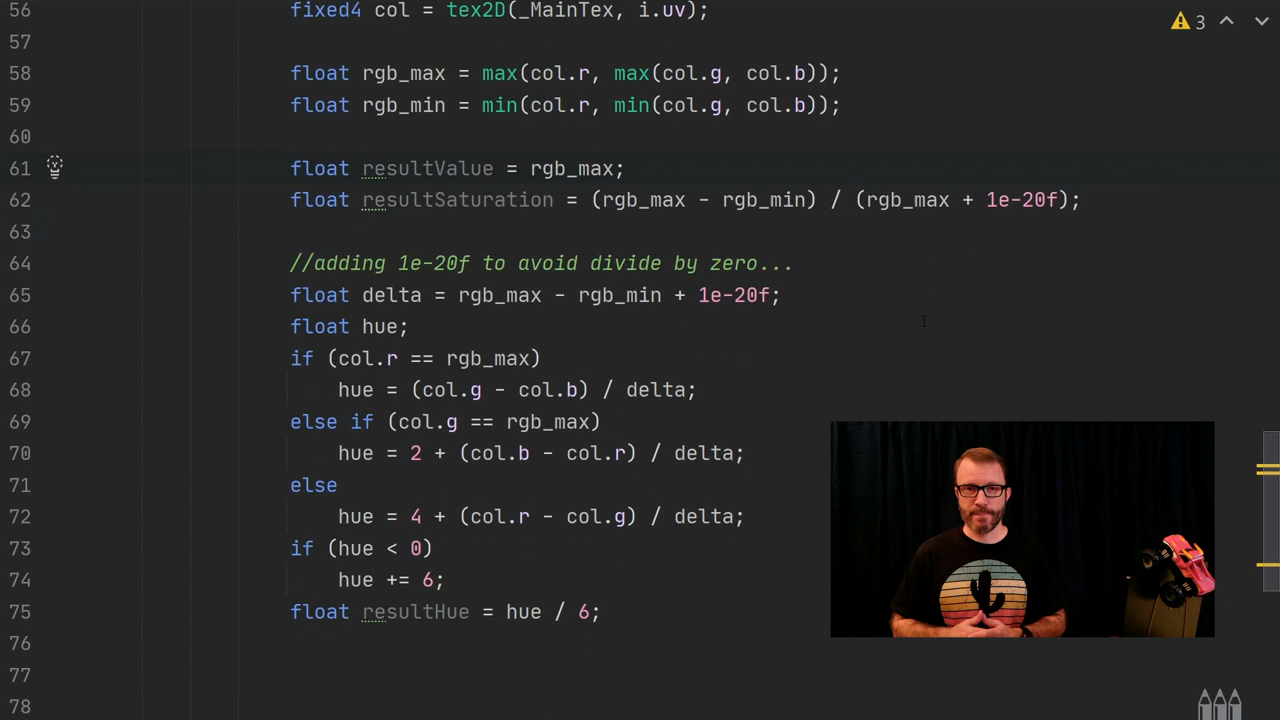 56 fixed4 col = tex2D(_MainTex, i.uv);
3
57
58 float rgb_max = max(col.r, max(col.g, col.b));
59 float rgb_min = min(col.r, min(col.g, col.b));
60
61 float resultValue = rgb_max;
62 float resultSaturation = (rgb_max - rgb_min) / (rgb_max + 1e-20f);
63
64 //adding 1e-20f to avoid divide by zero...
65 float delta = rgb_max - rgb_min + 1e-20f;
66 float hue;
67 if (col.r == rgb_max)
68 hue = (col.g - col.b) / delta;
69 else if (col.g == rgb_max)
70 hue = 2 + (col.b - col.r) / delta;
71 else
72 hue = 4 + (col.r - col.g) / delta;
73 if (hue < 0)
74 hue += 6;
75 float resultHue = hue / 6;
76
77
78